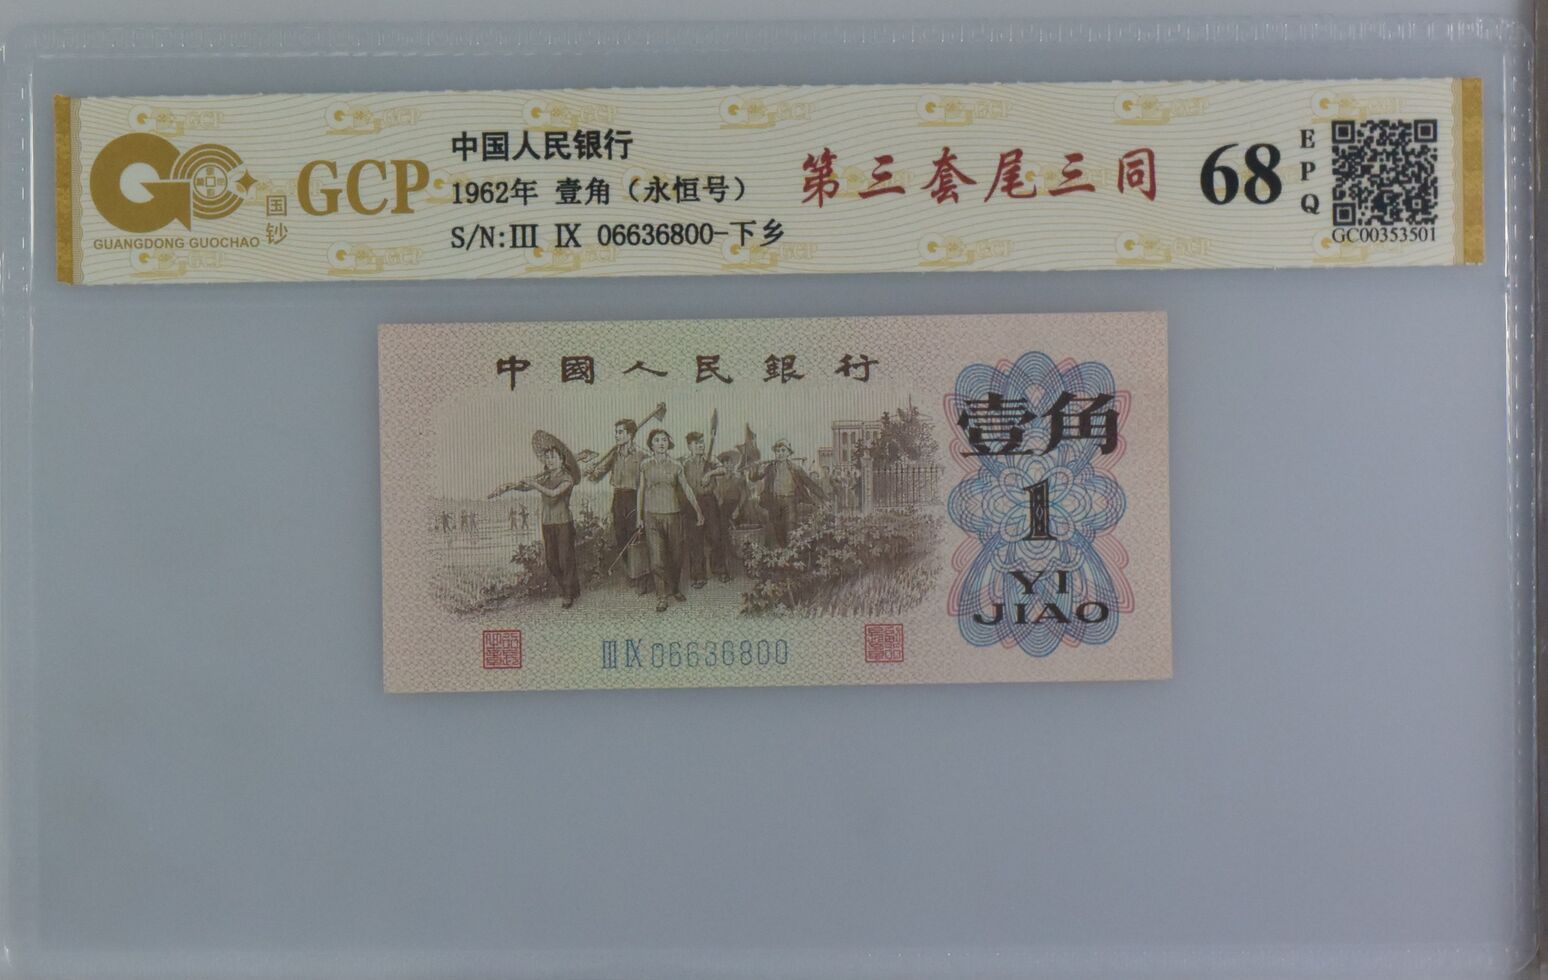 国钞
GCP
GUANGDONG GUOCHAO
中国人民银行
1962年 壹角（永恒号）
S/N:III IX 06636800-下乡
第三套尾三同
68
EPQ
GC00353501
中國人民銀行
壹角
1
YI
JIAO
III IX 06636800